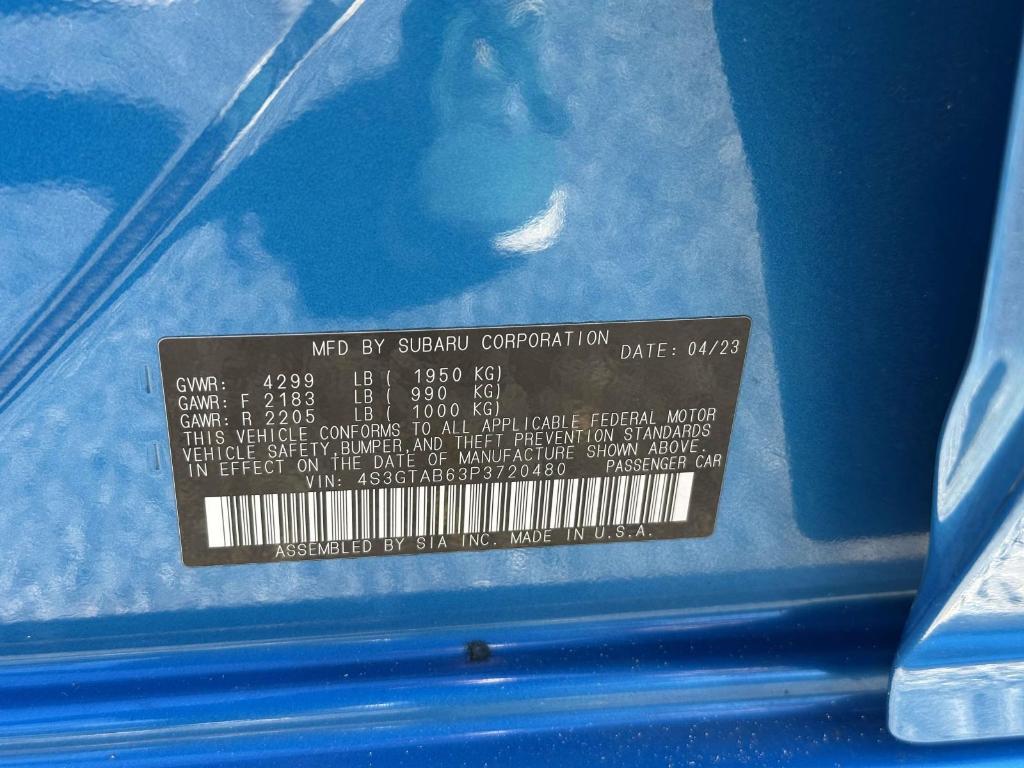 MFD BY SUBARU CORPORATION DATE: 04/23
GVWR: 4299 LB ( 1950 KG)
GAWR: F 2183 LB ( 990 KG)
GAWR: R 2205 LB ( 1000 KG)
THIS VEHICLE CONFORMS TO ALL APPLICABLE FEDERAL MOTOR
VEHICLE SAFETY,BUMPER,AND THEFT PREVENTION STANDARDS
IN EFFECT ON THE DATE OF MANUFACTURE SHOWN ABOVE.
VIN: 4S3GTAB63P3720480 PASSENGER CAR
ASSEMBLED BY SIA INC. MADE IN U.S.A.